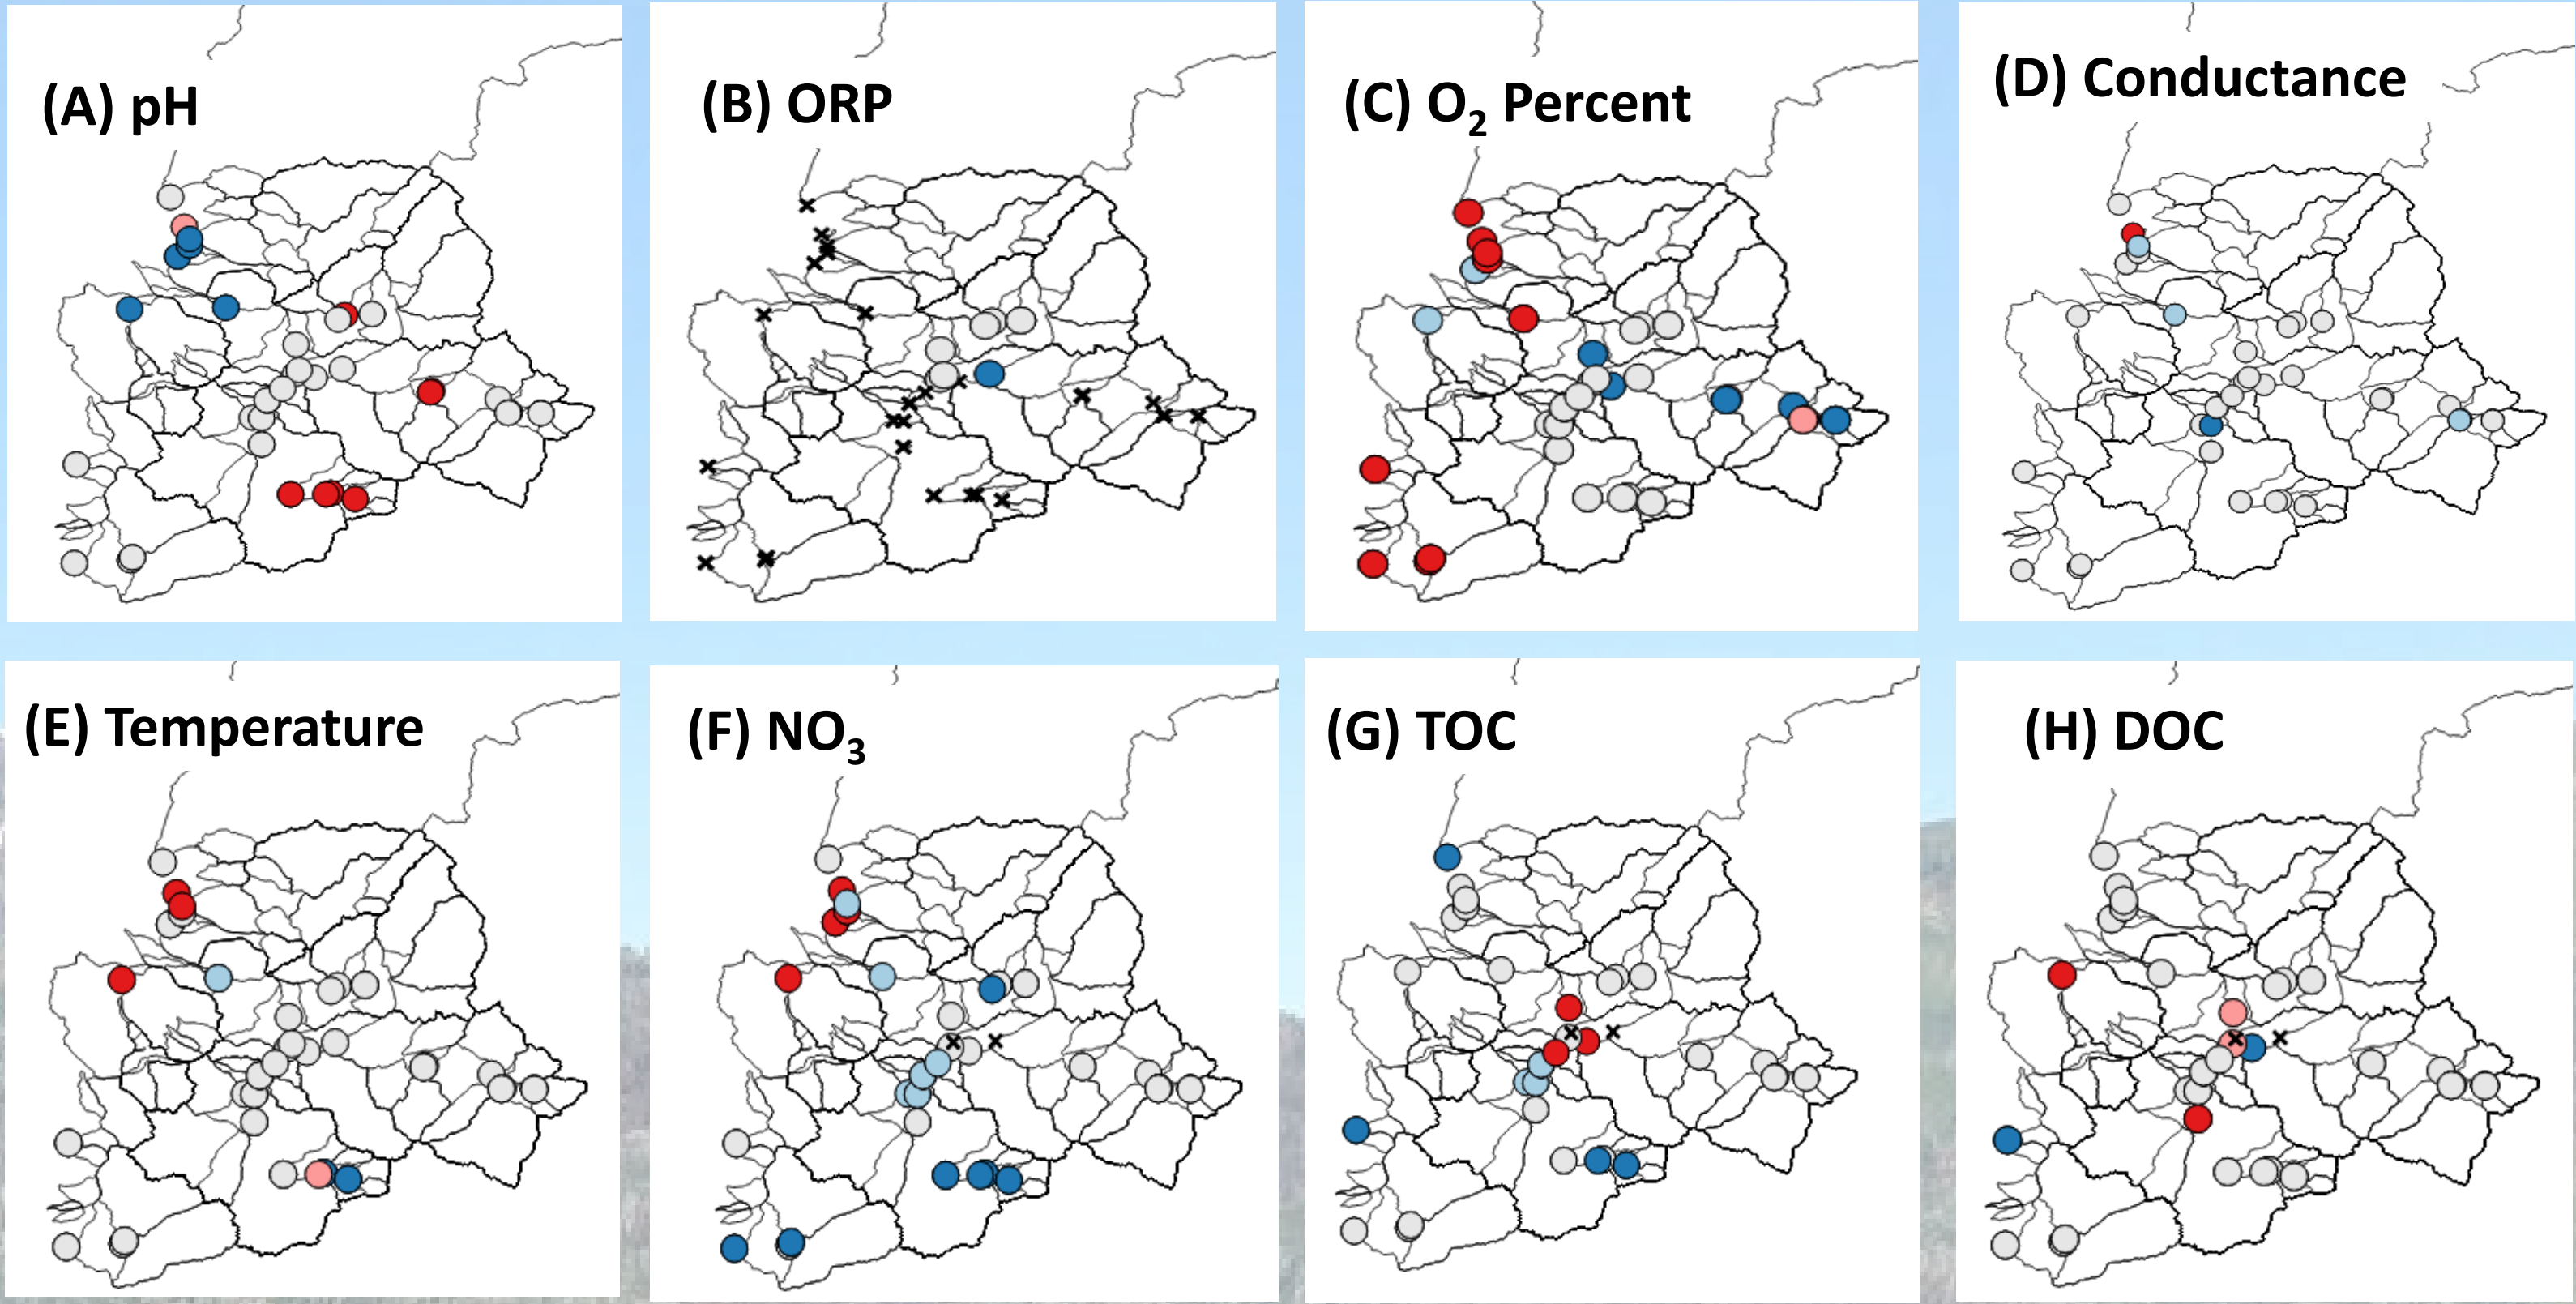 (A) pH
(B) ORP
(C) O₂ Percent
(D) Conductance
(E) Temperature
(F) NO₃
(G) TOC
(H) DOC